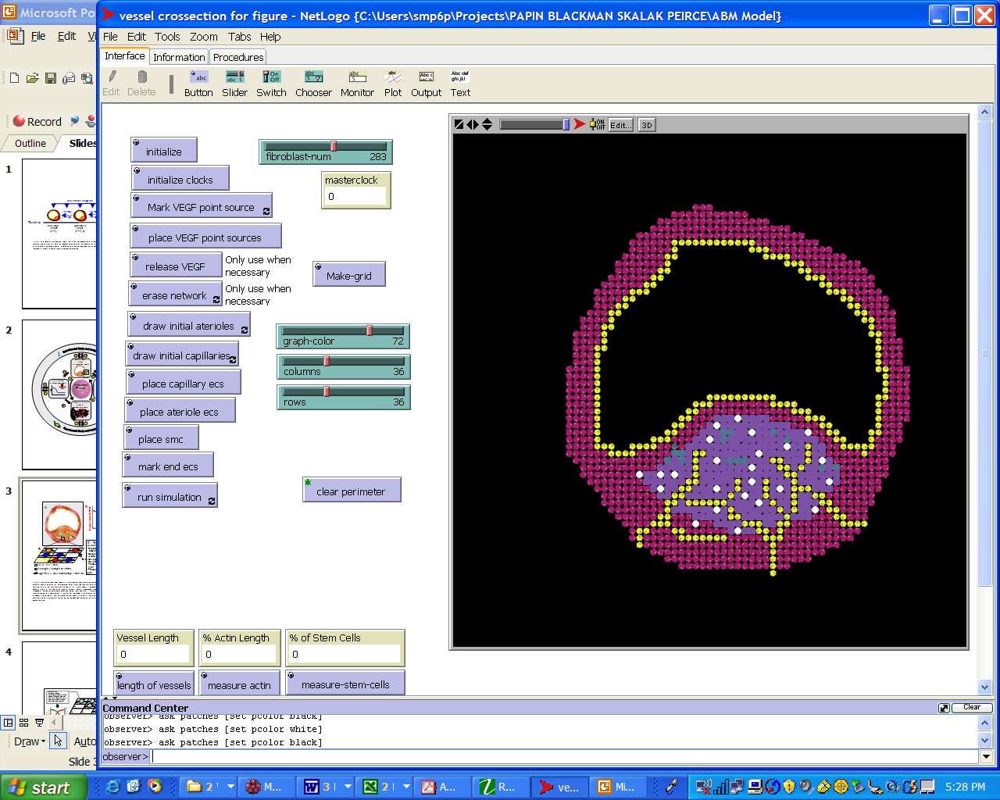 vessel crossection for figure - NetLogo {C:\Users\smp6p\Projects\PAPIN BLACKMAN SKALAK PEIRCE\ABM Model}
Microsoft Po
File Edit
File Edit Tools Zoom Tabs Help
Interface Information Procedures
Edit Delete Button Slider Switch Chooser Monitor Plot Output Text
Record
Outline Slides
ON
OFF
Edit... 3D
initialize
fibroblast-num 283
initialize clocks
masterclock
0
Mark VEGF point source
place VEGF point sources
release VEGF
Only use when
necessary
Make-grid
erase network
Only use when
necessary
draw initial aterioles
graph-color 72
draw initial capillaries
columns 36
place capillary ecs
rows 36
place ateriole ecs
place smc
mark end ecs
clear perimeter
run simulation
Vessel Length
0
% Actin Length
0
% of Stem Cells
0
length of vessels
measure actin
measure-stem-cells
1
2
3
4
Command Center
Clear
observer> ask patches [set pcolor black]
observer> ask patches [set pcolor white]
observer> ask patches [set pcolor black]
observer>
Draw
Auto
Slide 3
start
2
M...
3
2
A...
R...
ve...
Mi...
5:28 PM